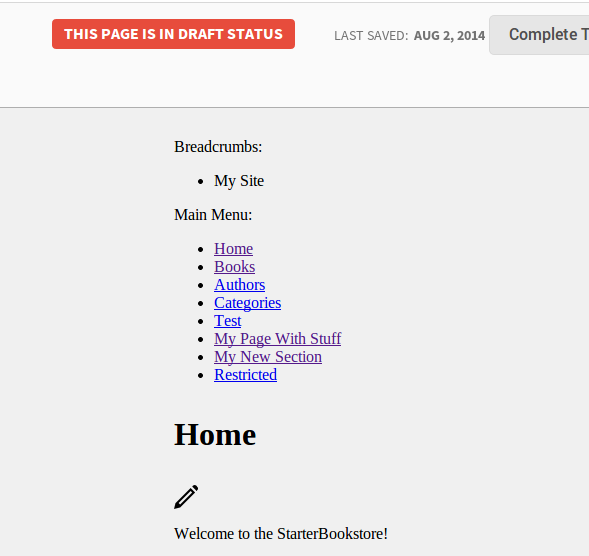 THIS PAGE IS IN DRAFT STATUS
LAST SAVED: AUG 2, 2014
Complete T
Breadcrumbs:
My Site
Main Menu:
Home
Books
Authors
Categories
Test
My Page With Stuff
My New Section
Restricted
Home
Welcome to the StarterBookstore!